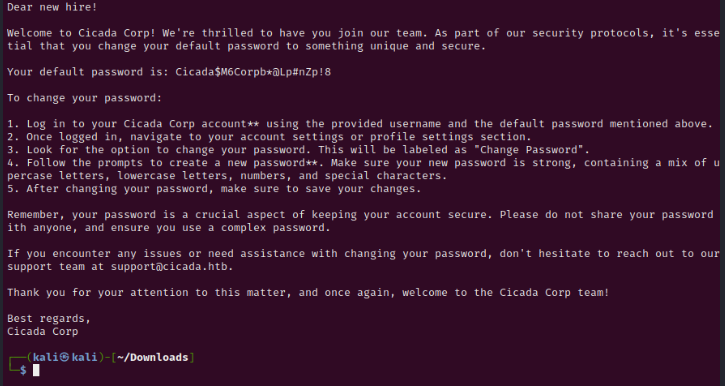 Dear new hire!
Welcome to Cicada Corp! We're thrilled to have you join our team. As part of our security protocols, it's esse
tial that you change your default password to something unique and secure.
Your default password is: Cicada$M6Corpb*@Lp#nZp!8
To change your password:
1. Log in to your Cicada Corp account** using the provided username and the default password mentioned above.
2. Once logged in, navigate to your account settings or profile settings section.
3. Look for the option to change your password. This will be labeled as "Change Password".
4. Follow the prompts to create a new password**. Make sure your new password is strong, containing a mix of u
percase letters, lowercase letters, numbers, and special characters.
5. After changing your password, make sure to save your changes.
Remember, your password is a crucial aspect of keeping your account secure. Please do not share your password
ith anyone, and ensure you use a complex password.
If you encounter any issues or need assistance with changing your password, don't hesitate to reach out to our
support team at support@cicada.htb.
Thank you for your attention to this matter, and once again, welcome to the Cicada Corp team!
Best regards,
Cicada Corp
┌──(kali㉿kali)-[~/Downloads]
└─$